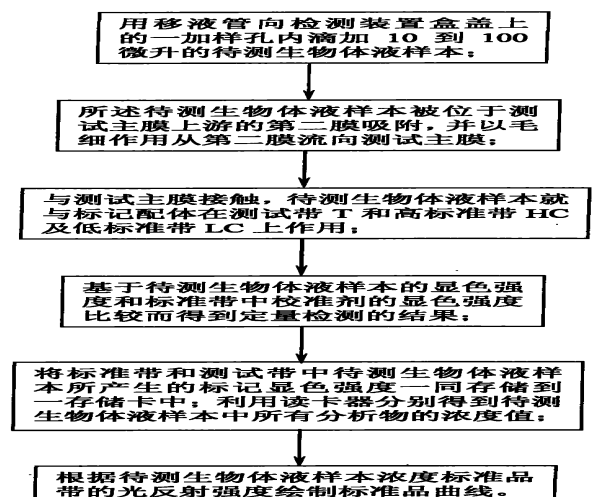 用移液管向检测装置盒盖上
的一加样孔内滴加 10 到 100
微升的待测生物体液样本；
所述待测生物体液样本被位于测
试主膜上游的第二膜吸附，并以毛
细作用从第二膜流向测试主膜；
与测试主膜接触，待测生物体液样本就
与标记配体在测试带 T 和高标准带 HC
及低标准带 LC 上作用；
基于待测生物体液样本的显色强
度和标准带中校准剂的显色强度
比较而得到定量检测的结果；
将标准带和测试带中待测生物体液样
本所产生的标记显色强度一同存储到
一存储卡中；利用读卡器分别得到待测
生物体液样本中所有分析物的浓度值；
根据待测生物体液样本浓度标准品
带的光反射强度绘制标准品曲线。